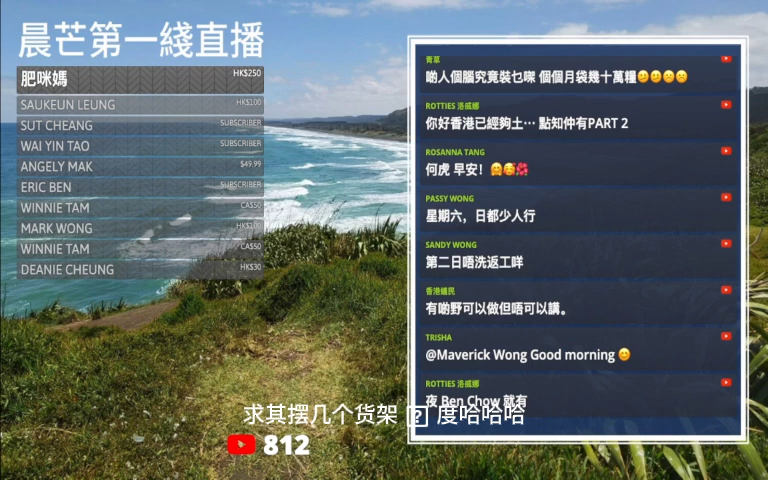 晨芒第一綫直播
肥咪媽 HK$250
SAUKEUN LEUNG HK$100
SUT CHEANG SUBSCRIBER
WAI YIN TAO SUBSCRIBER
ANGELY MAK $49.99
ERIC BEN SUBSCRIBER
WINNIE TAM CA$50
MARK WONG HK$100
WINNIE TAM CA$50
DEANIE CHEUNG HK$30
青草
啲人個腦究竟裝乜㗎 個個月袋幾十萬糧
ROTTIES 洛威娜
你好香港已經夠土… 點知仲有PART 2
ROSANNA TANG
何虎 早安！🤗🥰🌺
PASSY WONG
星期六，日都少人行
SANDY WONG
第二日唔洗返工咩
香港蟻民
有啲野可以做但唔可以講。
TRISHA
@Maverick Wong Good morning 😊
ROTTIES 洛威娜
夜 Ben Chow 就有
求其摆几个货架 ? 度哈哈哈
812